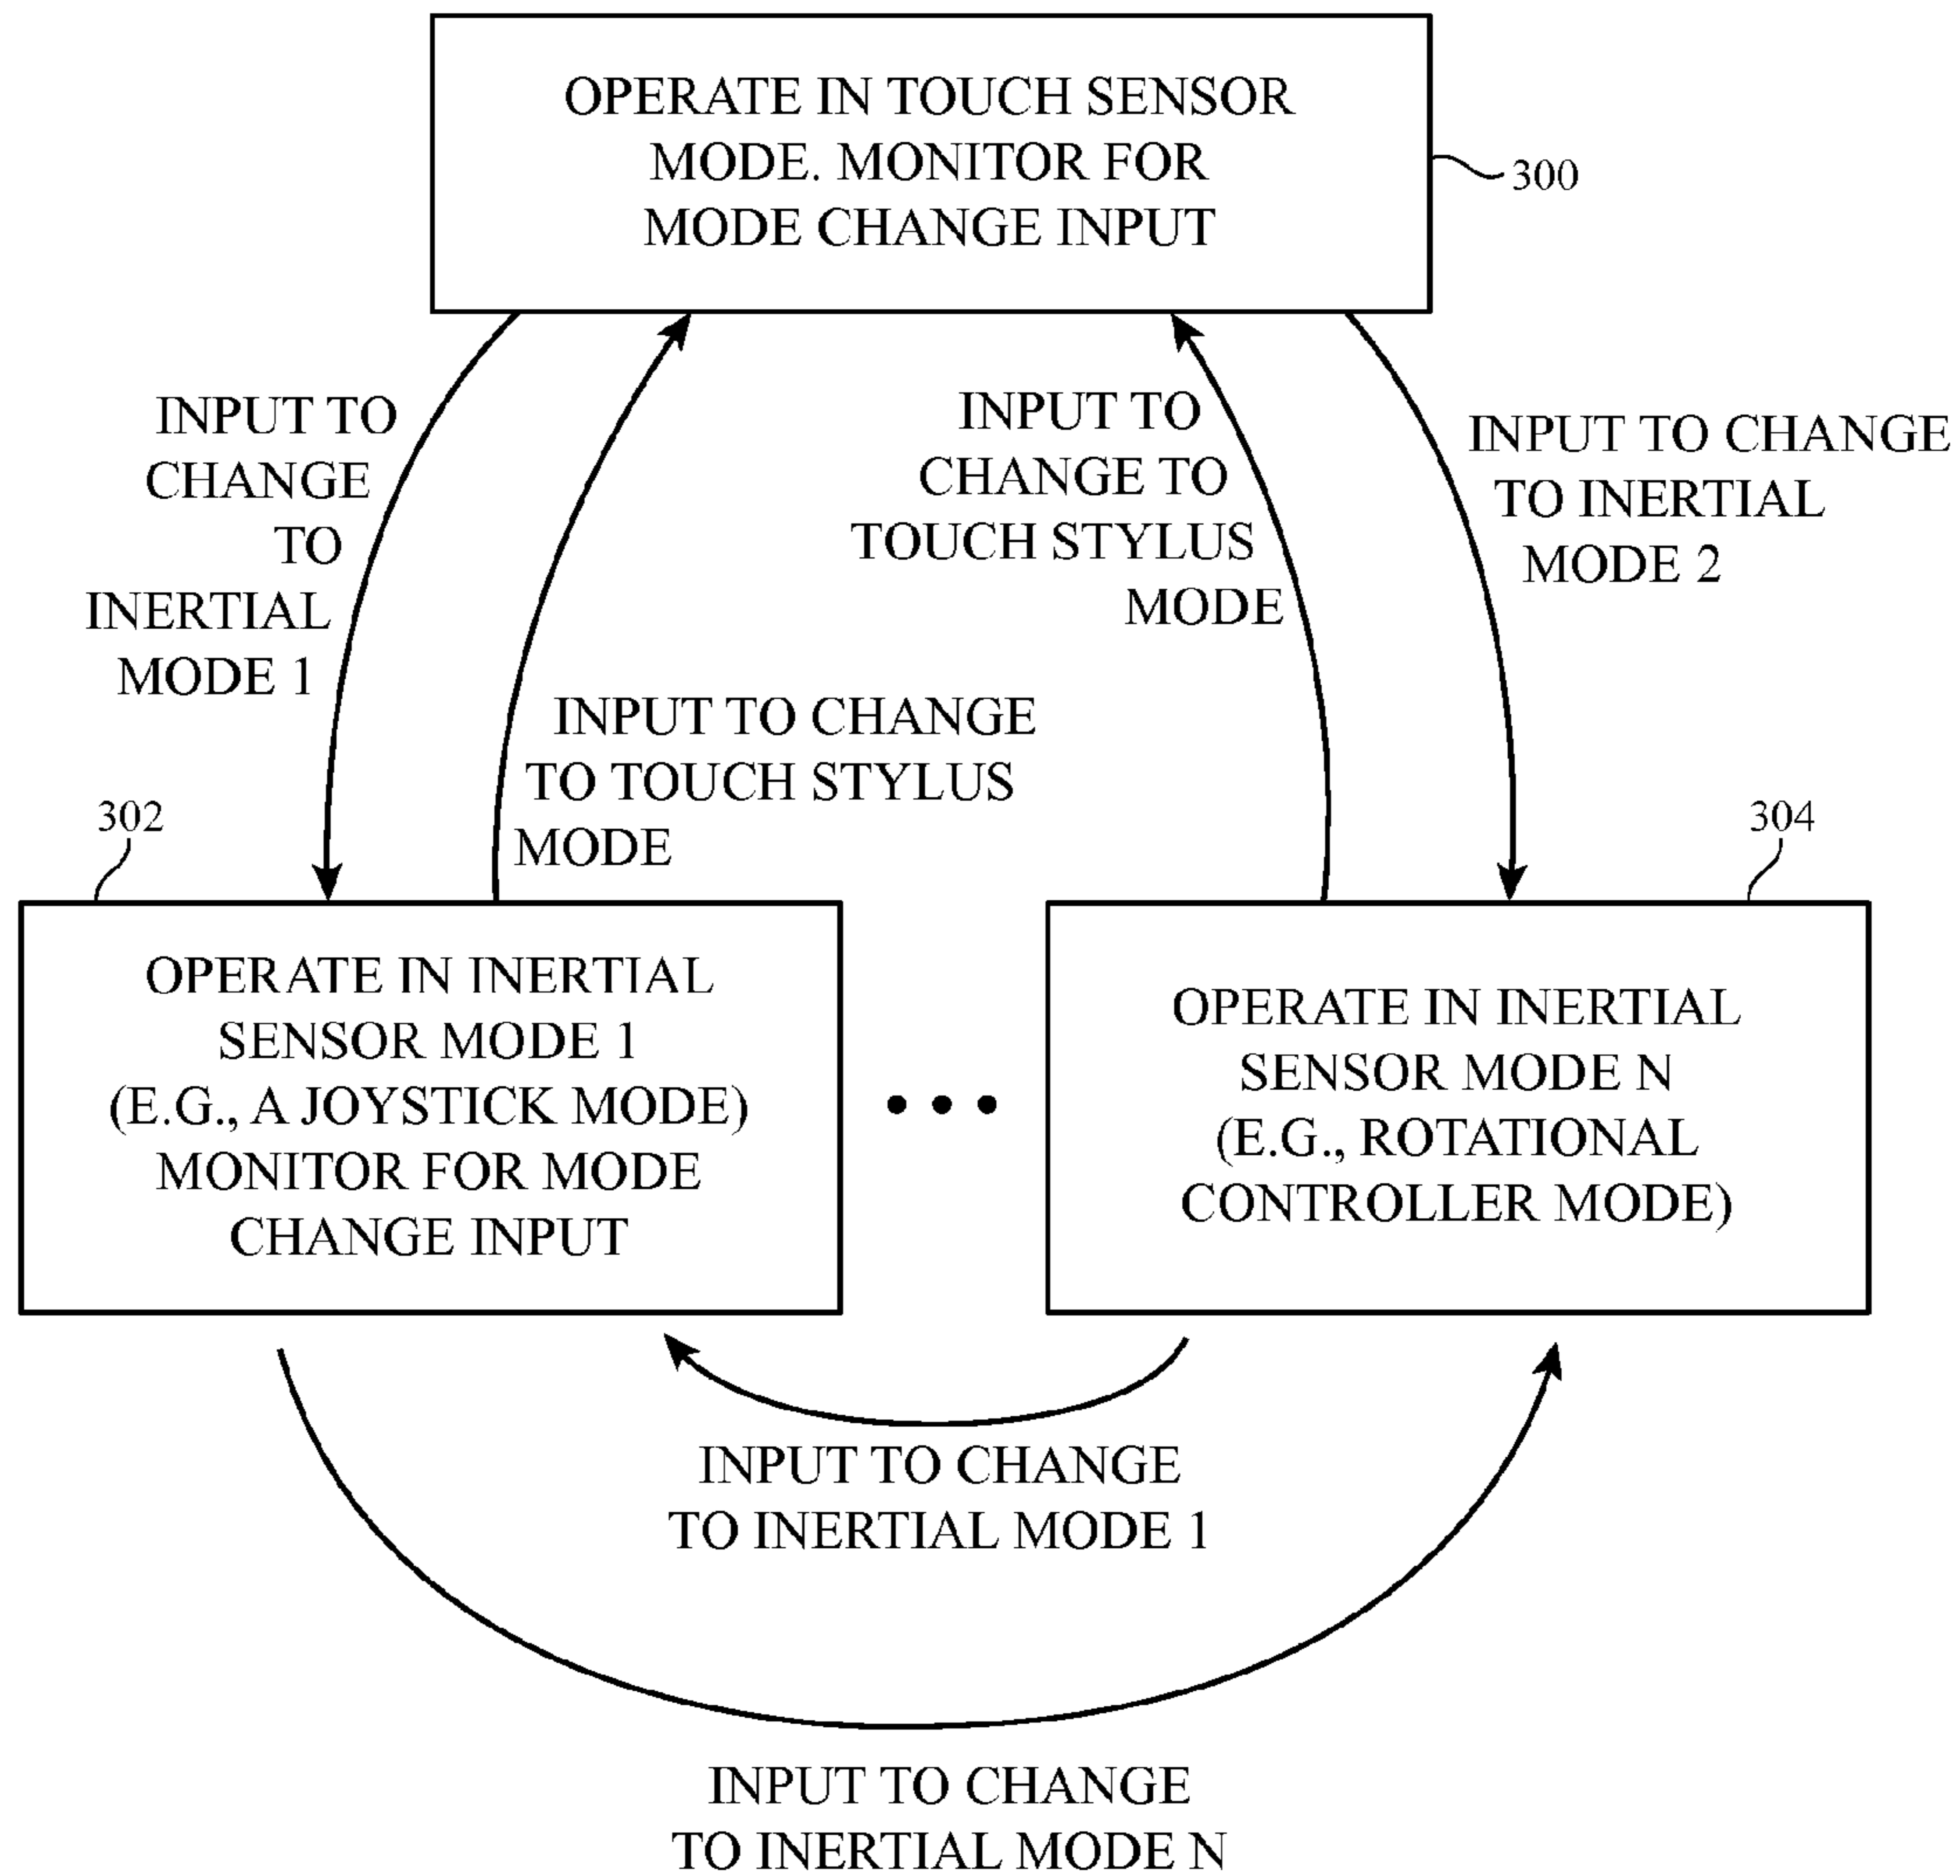 OPERATE IN TOUCH SENSOR
MODE. MONITOR FOR
MODE CHANGE INPUT
300
INPUT TO
CHANGE
TO
INERTIAL
MODE 1
INPUT TO CHANGE
TO TOUCH STYLUS
MODE
INPUT TO
CHANGE TO
TOUCH STYLUS
MODE
INPUT TO CHANGE
TO INERTIAL
MODE 2
302
OPERATE IN INERTIAL
SENSOR MODE 1
(E.G., A JOYSTICK MODE)
MONITOR FOR MODE
CHANGE INPUT
304
OPERATE IN INERTIAL
SENSOR MODE N
(E.G., ROTATIONAL
CONTROLLER MODE)
INPUT TO CHANGE
TO INERTIAL MODE 1
INPUT TO CHANGE
TO INERTIAL MODE N